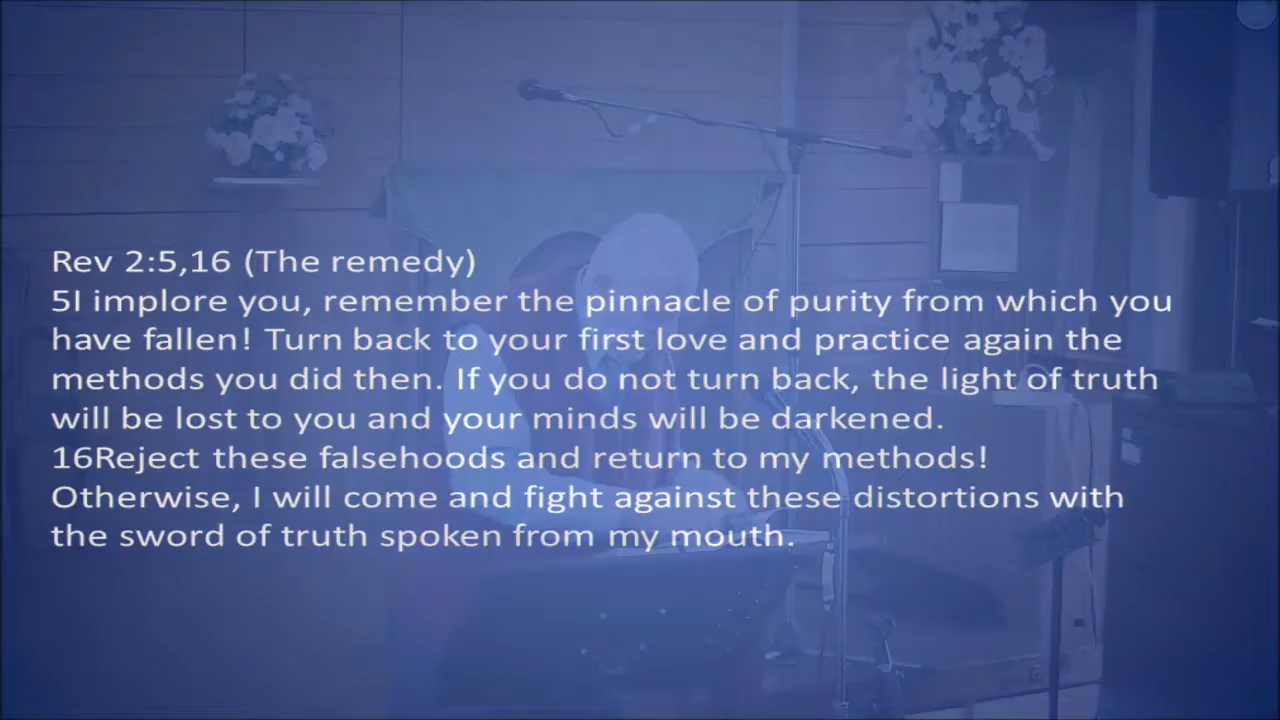 Rev 2:5,16 (The remedy)
5I implore you, remember the pinnacle of purity from which you
have fallen! Turn back to your first love and practice again the
methods you did then. If you do not turn back, the light of truth
will be lost to you and your minds will be darkened.
16Reject these falsehoods and return to my methods!
Otherwise, I will come and fight against these distortions with
the sword of truth spoken from my mouth.